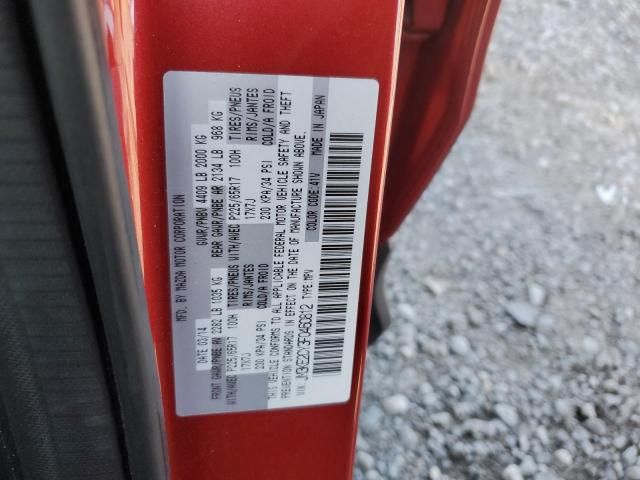 MFD. BY MAZDA MOTOR CORPORATION
DATE 03/14 GVWR/PNBV 4409 LB 2000 KG
FRONT GAWR/PNBE AV 2282 LB 1035 KG REAR GAWR/PNBE AR 2134 LB 968 KG
WITH/AVEC P225/65R17 100H TIRES/PNEUS WITH/AVEC P225/65R17 100H TIRES/PNEUS
17X7J RIMS/JANTES 17X7J RIMS/JANTES
230 KPA/34 PSI COLD/A FROID 230 KPA/34 PSI COLD/A FROID
THIS VEHICLE CONFORMS TO ALL APPLICABLE FEDERAL MOTOR VEHICLE SAFETY AND THEFT
PREVENTION STANDARDS IN EFFECT ON THE DATE OF MANUFACTURE SHOWN ABOVE.
VIN: JM3KE2CY3F0460812 TYPE MPV COLOR CODE: 41V MADE IN JAPAN